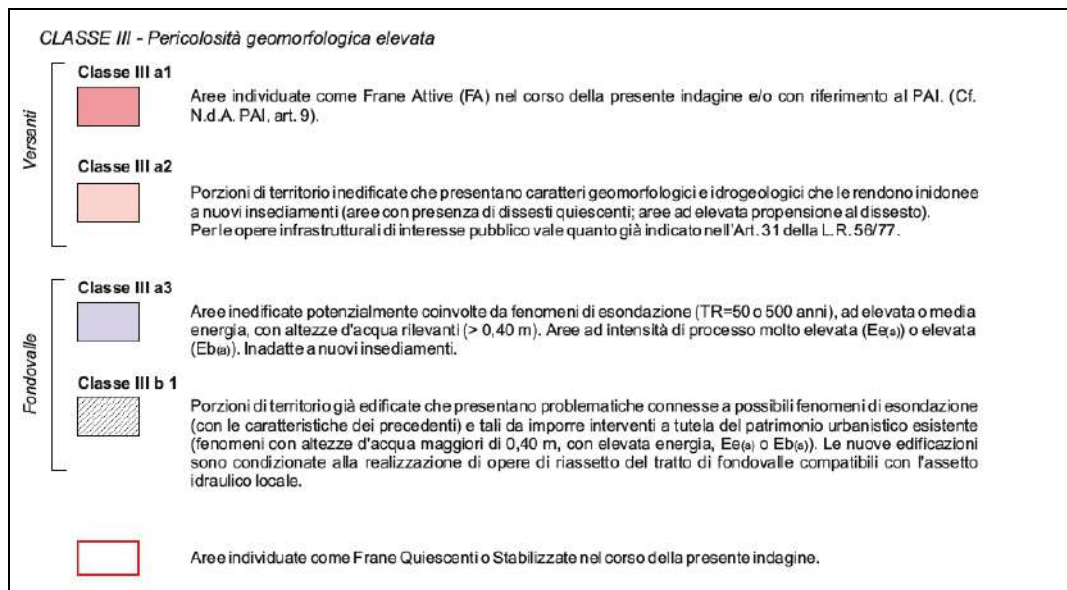 CLASSE III - Pericolosità geomorfologica elevata
Versanti
Classe III a1
Aree individuate come Frane Attive (FA) nel corso della presente indagine e/o con riferimento al PAI. (Cf.
N.d.A. PAI, art. 9).
Classe III a2
Porzioni di territorio inedificate che presentano caratteri geomorfologici e idrogeologici che le rendono inidonee
a nuovi insediamenti (aree con presenza di dissesti quiescenti; aree ad elevata propensione al dissesto).
Per le opere infrastrutturali di interesse pubblico vale quanto già indicato nell'Art. 31 della L.R. 56/77.
Fondovalle
Classe III a3
Aree inedificate potenzialmente coinvolte da fenomeni di esondazione (TR=50 o 500 anni), ad elevata o media
energia, con altezze d'acqua rilevanti (> 0,40 m). Aree ad intensità di processo molto elevata (Ee(a)) o elevata
(Eb(a)). Inadatte a nuovi insediamenti.
Classe III b 1
Porzioni di territorio già edificate che presentano problematiche connesse a possibili fenomeni di esondazione
(con le caratteristiche dei precedenti) e tali da imporre interventi a tutela del patrimonio urbanistico esistente
(fenomeni con altezze d'acqua maggiori di 0,40 m, con elevata energia, Ee(a) o Eb(a)). Le nuove edificazioni
sono condizionate alla realizzazione di opere di riassetto del tratto di fondovalle compatibili con l'assetto
idraulico locale.
Aree individuate come Frane Quiescenti o Stabilizzate nel corso della presente indagine.